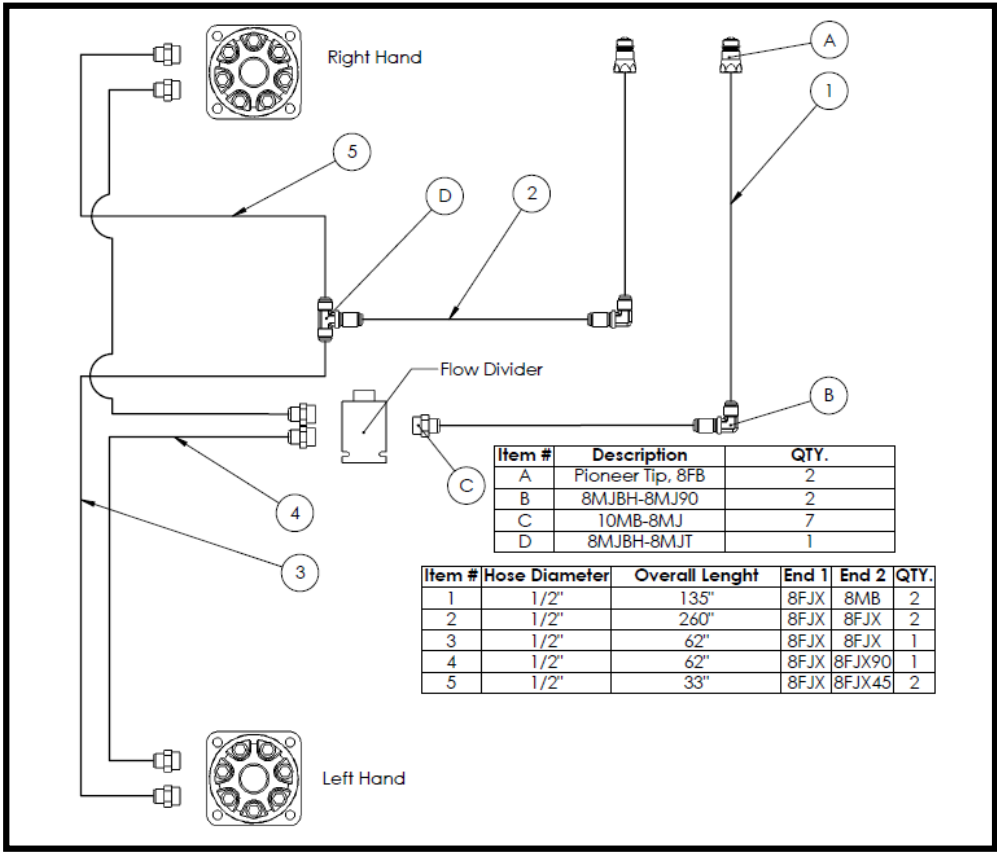 Right Hand
A
1
5
D
2
Flow Divider
B
C
4
3
Item # Description QTY.
A Pioneer Tip, 8FB 2
B 8MJBH-8MJ90 2
C 10MB-8MJ 7
D 8MJBH-8MJT 1
Item # Hose Diameter Overall Lenght End 1 End 2 QTY.
1 1/2" 135" 8FJX 8MB 2
2 1/2" 260" 8FJX 8FJX 2
3 1/2" 62" 8FJX 8FJX 1
4 1/2" 62" 8FJX 8FJX90 1
5 1/2" 33" 8FJX 8FJX45 2
Left Hand